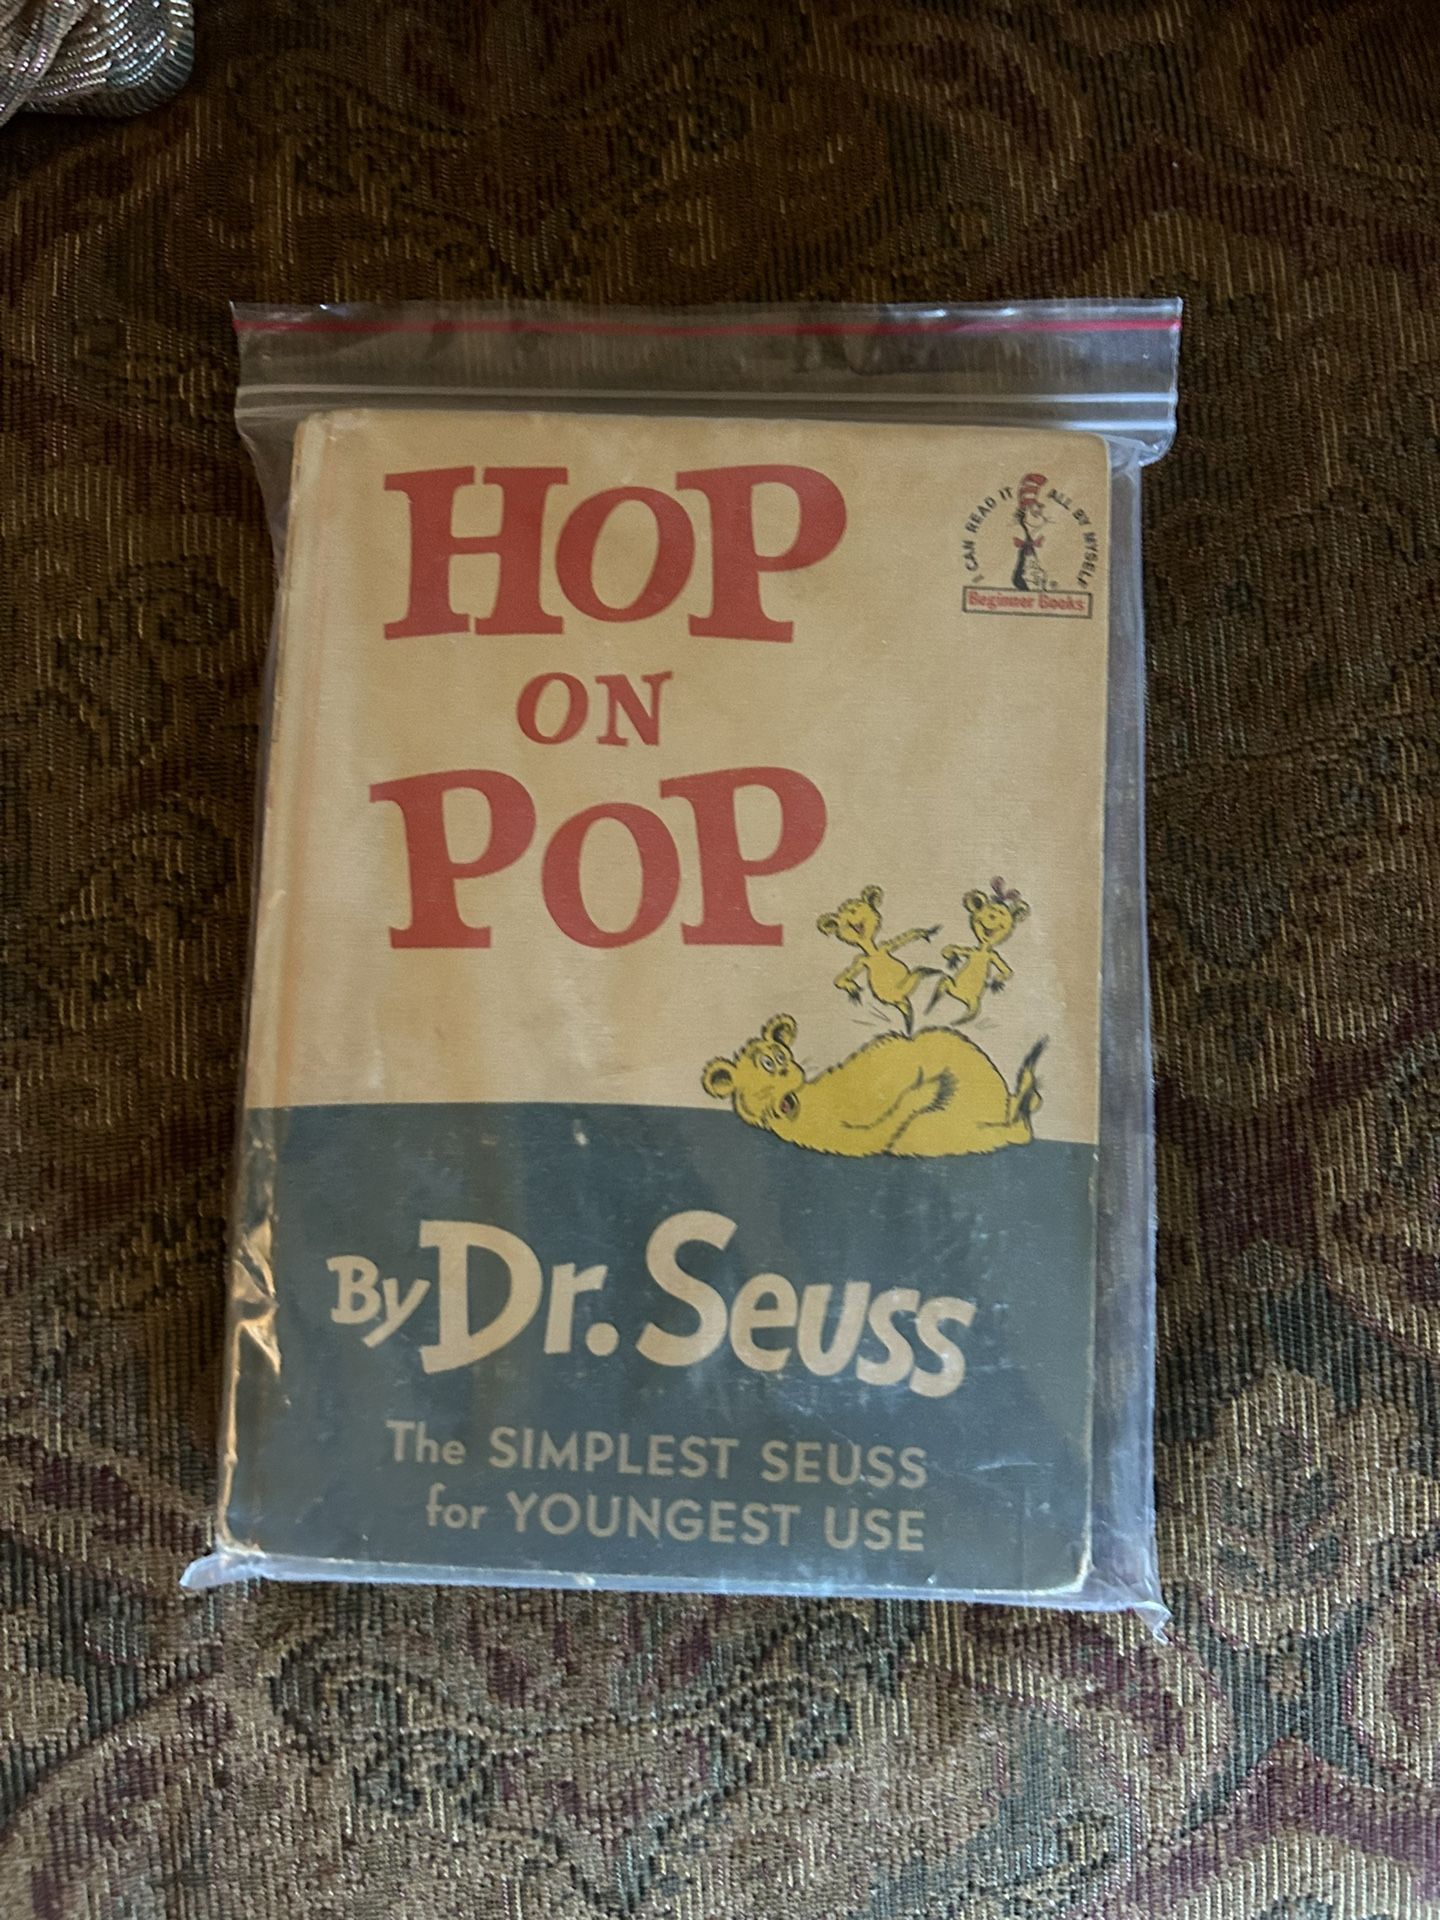 HOP
ON
POP
I CAN READ IT ALL BY MYSELF
Beginner Books
By Dr. Seuss
The SIMPLEST SEUSS
for YOUNGEST USE